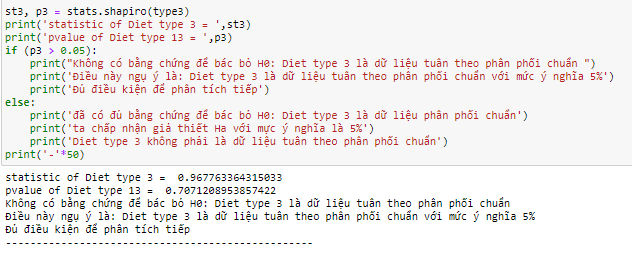 st3, p3 = stats.shapiro(type3)
print('statistic of Diet type 3 = ',st3)
print('pvalue of Diet type 13 = ',p3)
if (p3 > 0.05):
    print("Không có bằng chứng để bác bỏ H0: Diet type 3 là dữ liệu tuân theo phân phối chuẩn ")
    print('Điều này ngụ ý là: Diet type 3 là dữ liệu tuân theo phân phối chuẩn với mức ý nghĩa 5%')
    print('Đủ điều kiện để phân tích tiếp')
else:
    print('đã có đủ bằng chứng để bác bỏ H0: Diet type 3 là dữ liệu phân phối chuẩn')
    print('ta chấp nhận giả thiết Ha với mực ý nghĩa là 5%')
    print('Diet type 3 không phải là dữ liệu tuân theo phân phối chuẩn')
print('-'*50)
statistic of Diet type 3 =  0.967763364315033
pvalue of Diet type 13 =  0.7071208953857422
Không có bằng chứng để bác bỏ H0: Diet type 3 là dữ liệu tuân theo phân phối chuẩn
Điều này ngụ ý là: Diet type 3 là dữ liệu tuân theo phân phối chuẩn với mức ý nghĩa 5%
Đủ điều kiện để phân tích tiếp
--------------------------------------------------